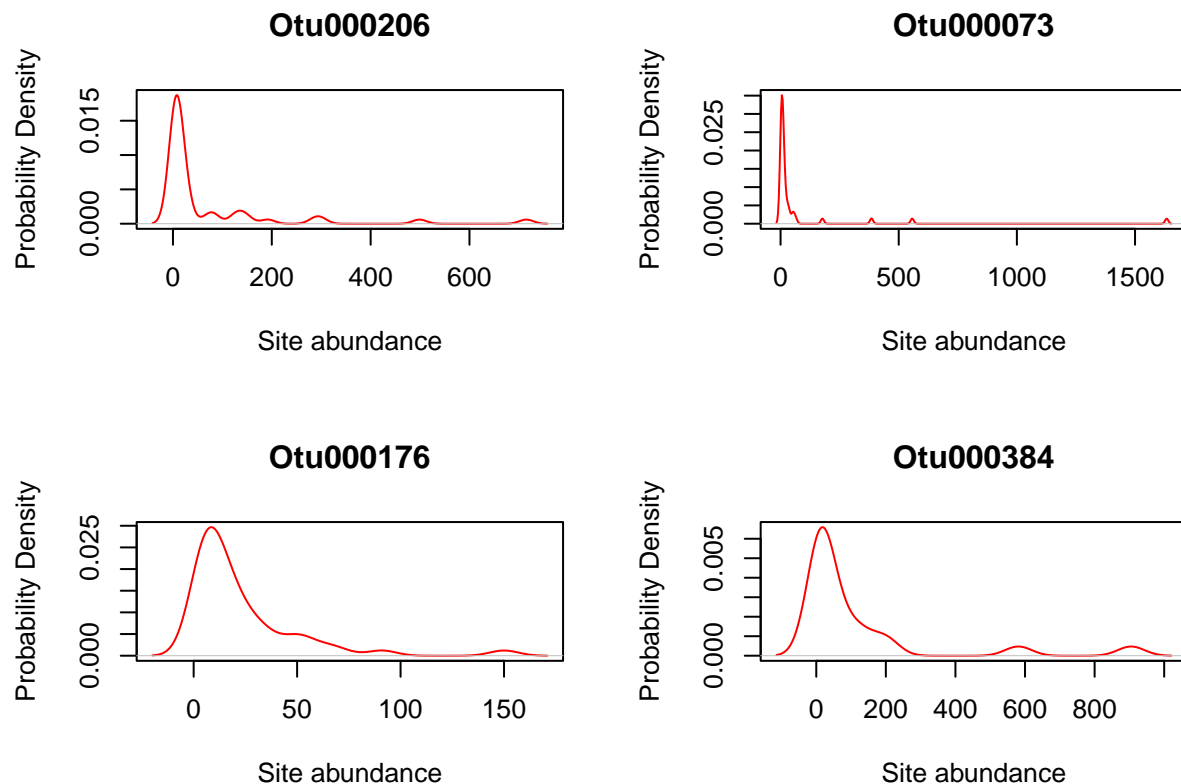 Otu000206
Probability Density
0.000 0.015
0 200 400 600
Site abundance
Otu000073
Probability Density
0.000 0.025
0 500 1000 1500
Site abundance
Otu000176
Probability Density
0.000 0.025
0 50 100 150
Site abundance
Otu000384
Probability Density
0.000 0.005
0 200 400 600 800
Site abundance